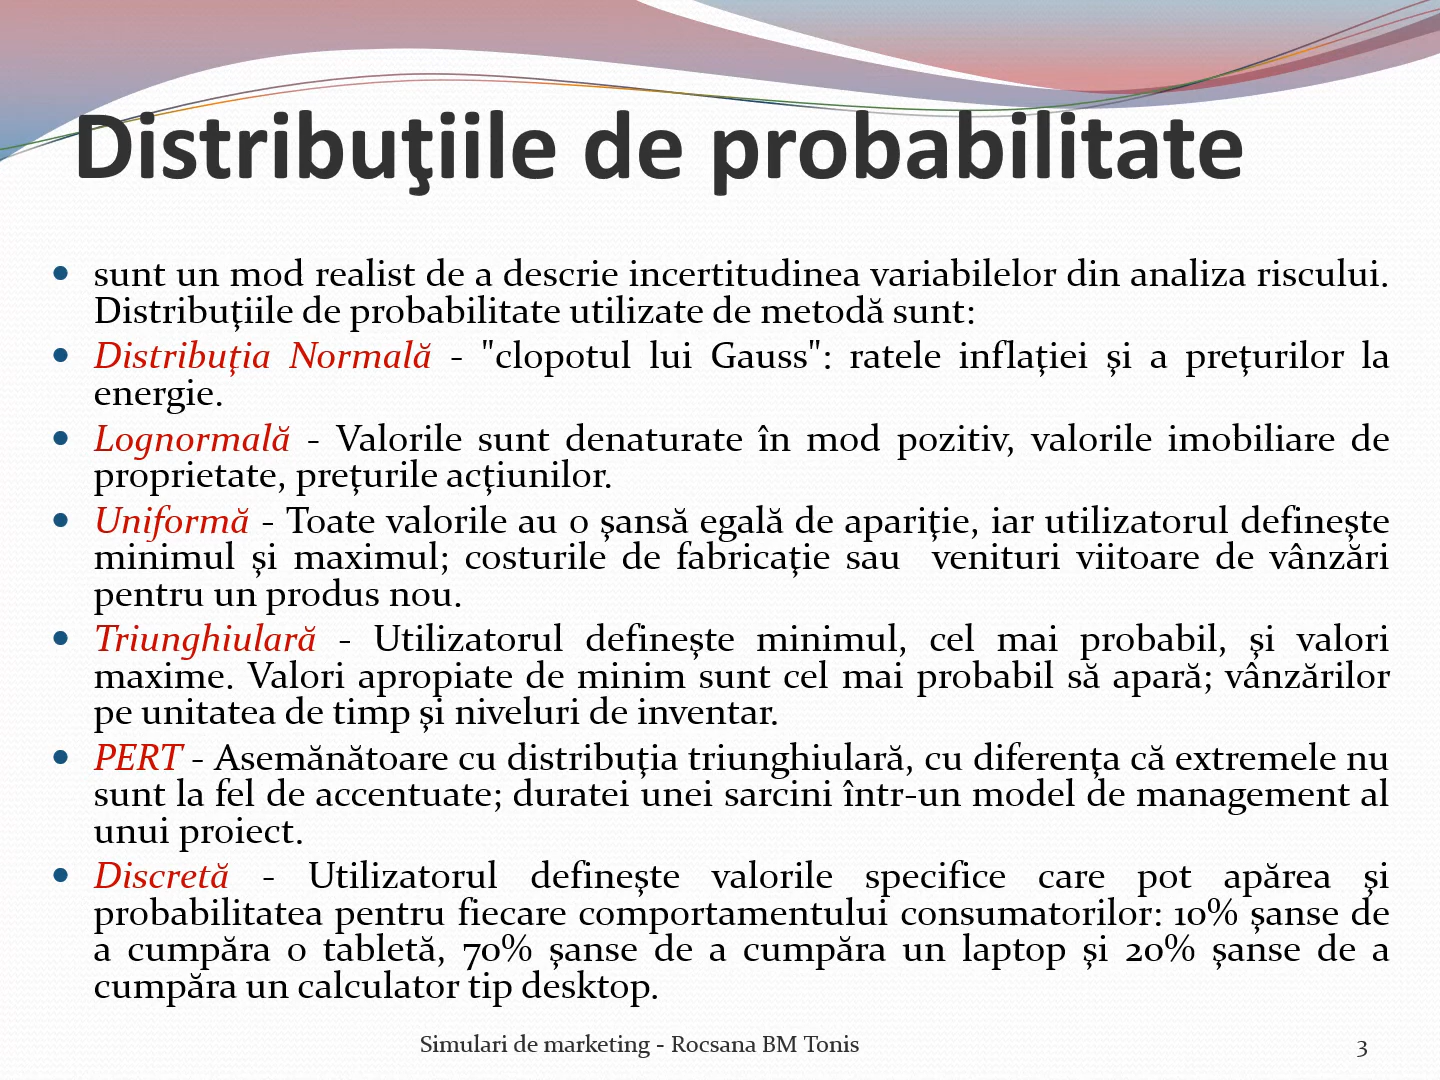 Distribuţiile de probabilitate
• sunt un mod realist de a descrie incertitudinea variabilelor din analiza riscului.
Distribuţiile de probabilitate utilizate de metodă sunt:
• Distribuţia Normală - "clopotul lui Gauss": ratele inflaţiei şi a preţurilor la
energie.
• Lognormală - Valorile sunt denaturate în mod pozitiv, valorile imobiliare de
proprietate, preţurile acţiunilor.
• Uniformă - Toate valorile au o şansă egală de apariţie, iar utilizatorul defineşte
minimul şi maximul; costurile de fabricaţie sau  venituri viitoare de vânzări
pentru un produs nou.
• Triunghiulară - Utilizatorul defineşte minimul, cel mai probabil, şi valori
maxime. Valori apropiate de minim sunt cel mai probabil să apară; vânzărilor
pe unitatea de timp şi niveluri de inventar.
• PERT - Asemănătoare cu distribuţia triunghiulară, cu diferenţa că extremele nu
sunt la fel de accentuate; duratei unei sarcini într-un model de management al
unui proiect.
• Discretă - Utilizatorul defineşte valorile specifice care pot apărea şi
probabilitatea pentru fiecare comportamentului consumatorilor: 10% şanse de
a cumpăra o tabletă, 70% şanse de a cumpăra un laptop şi 20% şanse de a
cumpăra un calculator tip desktop.
Simulari de marketing - Rocsana BM Tonis
3